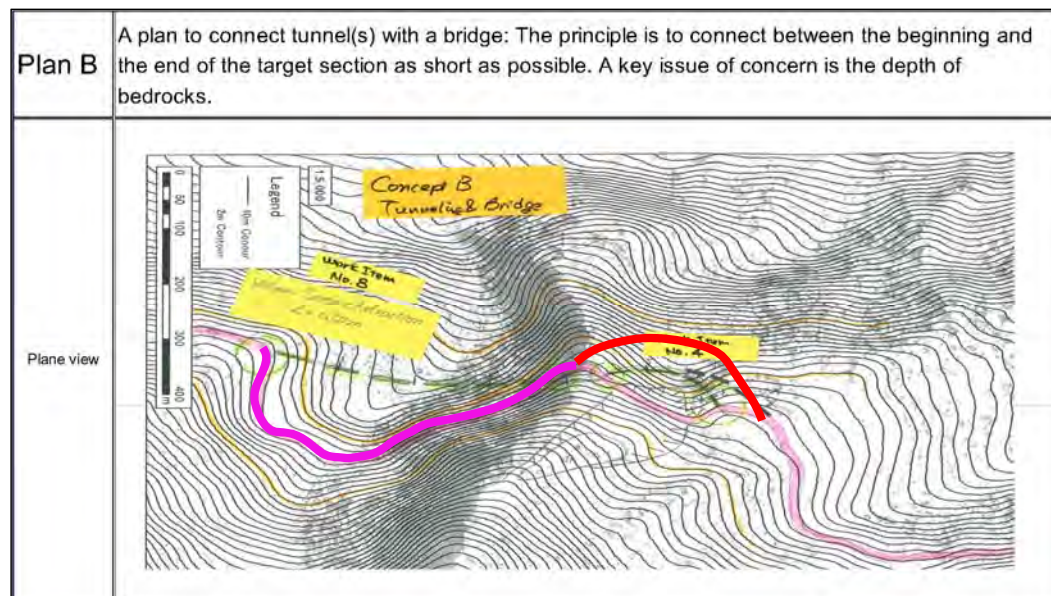 Plan B
A plan to connect tunnel(s) with a bridge: The principle is to connect between the beginning and
the end of the target section as short as possible. A key issue of concern is the depth of
bedrocks.
Plane view
Concept B
Tunneling & Bridge
1:5,000
Legend
10m Contour
2m Contour
0
50
100
200
300
400
m
Work Item
No. 8
Item
No. 4